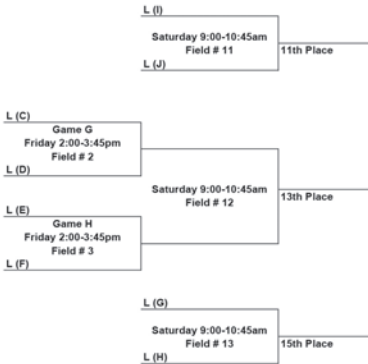 L (I)
Saturday 9:00-10:45am
Field # 11
11th Place
L (J)
L (C)
Game G
Friday 2:00-3:45pm
Field # 2
L (D)
Saturday 9:00-10:45am
Field # 12
13th Place
L (E)
Game H
Friday 2:00-3:45pm
Field # 3
L (F)
L (G)
Saturday 9:00-10:45am
Field # 13
15th Place
L (H)